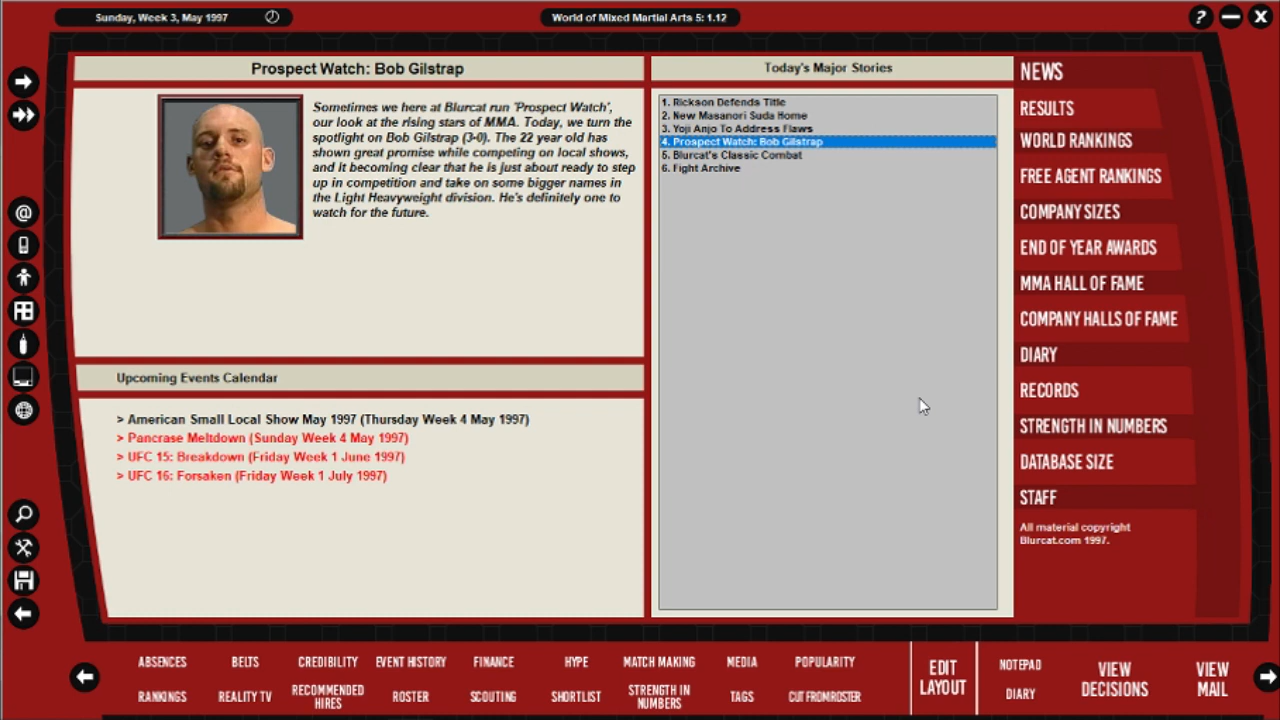 Sunday, Week 3, May 1997
World of Mixed Martial Arts 5: 1.12
?
X
Prospect Watch: Bob Gilstrap
Sometimes we here at Blurcat run 'Prospect Watch',
our look at the rising stars of MMA. Today, we turn the
spotlight on Bob Gilstrap (3-0). The 22 year old has
shown great promise while competing on local shows,
and it becoming clear that he is just about ready to step
up in competition and take on some bigger names in
the Light Heavyweight division. He's definitely one to
watch for the future.
Upcoming Events Calendar
> American Small Local Show May 1997 (Thursday Week 4 May 1997)
> Pancrase Meltdown (Sunday Week 4 May 1997)
> UFC 15: Breakdown (Friday Week 1 June 1997)
> UFC 16: Forsaken (Friday Week 1 July 1997)
Today's Major Stories
1. Rickson Defends Title
2. New Masanori Suda Home
3. Yoji Anjo To Address Flaws
4. Prospect Watch: Bob Gilstrap
5. Blurcat's Classic Combat
6. Fight Archive
NEWS
RESULTS
WORLD RANKINGS
FREE AGENT RANKINGS
COMPANY SIZES
END OF YEAR AWARDS
MMA HALL OF FAME
COMPANY HALLS OF FAME
DIARY
RECORDS
STRENGTH IN NUMBERS
DATABASE SIZE
STAFF
All material copyright
Blurcat.com 1997.
@
ABSENCES BELTS CREDIBILITY EVENT HISTORY FINANCE HYPE MATCH MAKING MEDIA POPULARITY
RANKINGS REALITY TV RECOMMENDED HIRES ROSTER SCOUTING SHORTLIST STRENGTH IN NUMBERS TAGS CUT FROM ROSTER
EDIT LAYOUT
NOTEPAD
DIARY
VIEW DECISIONS
VIEW MAIL